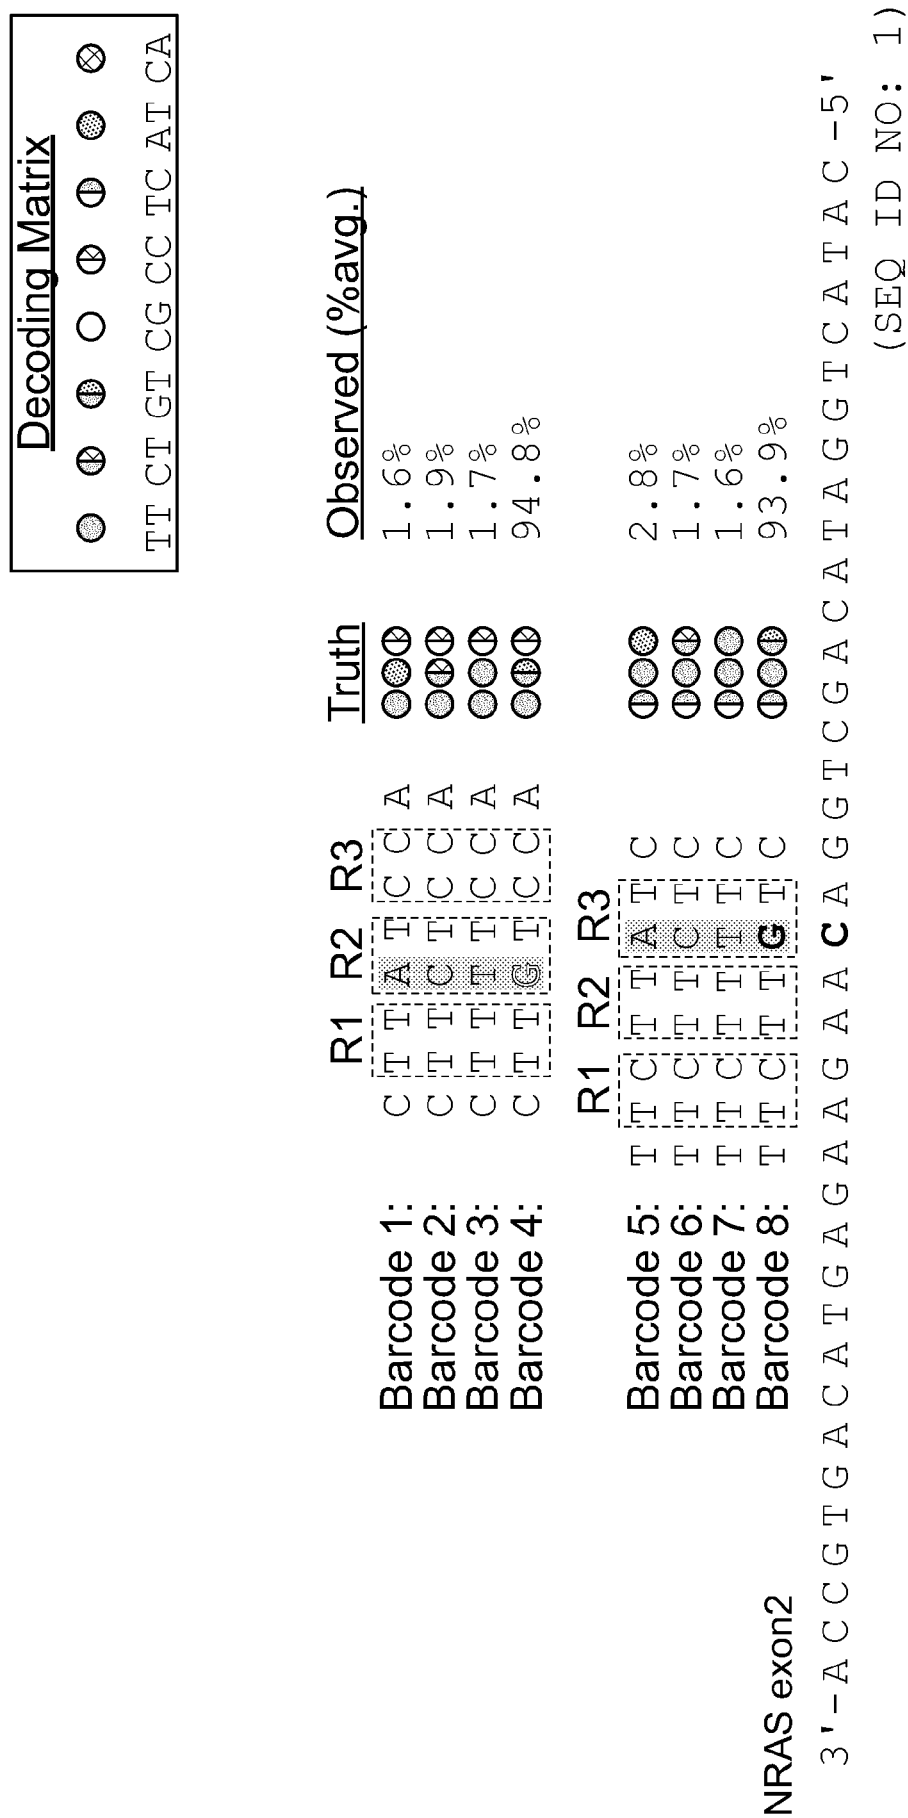 Decoding Matrix
TT CT GT CG CC TC AT CA
R1 R2 R3 Truth Observed (%avg.)
Barcode 1: C T T A T C C A 1.6%
Barcode 2: C T T C T C C A 1.9%
Barcode 3: C T T T T C C A 1.7%
Barcode 4: C T T G T C C A 94.8%
R1 R2 R3
Barcode 5: T T C T T A T C 2.8%
Barcode 6: T T C T T C T C 1.7%
Barcode 7: T T C T T T T C 1.6%
Barcode 8: T T C T T G T C 93.9%
NRAS exon2
3'-A C C G T G A C A T G A G A A G A A C A G G T C G A C A T A G G T C A T A C -5'
(SEQ ID NO: 1)